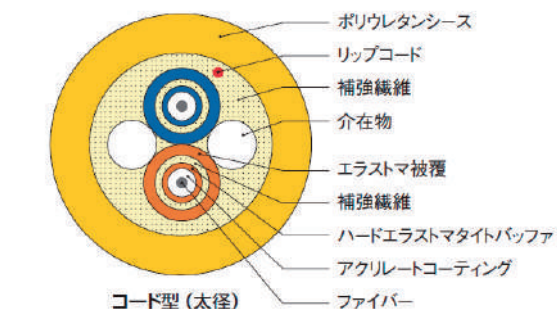 ポリウレタンシース
リップコード
補強繊維
介在物
エラストマ被覆
補強繊維
ハードエラストマタイトバッファ
アクリレートコーティング
ファイバー
コード型（太径）